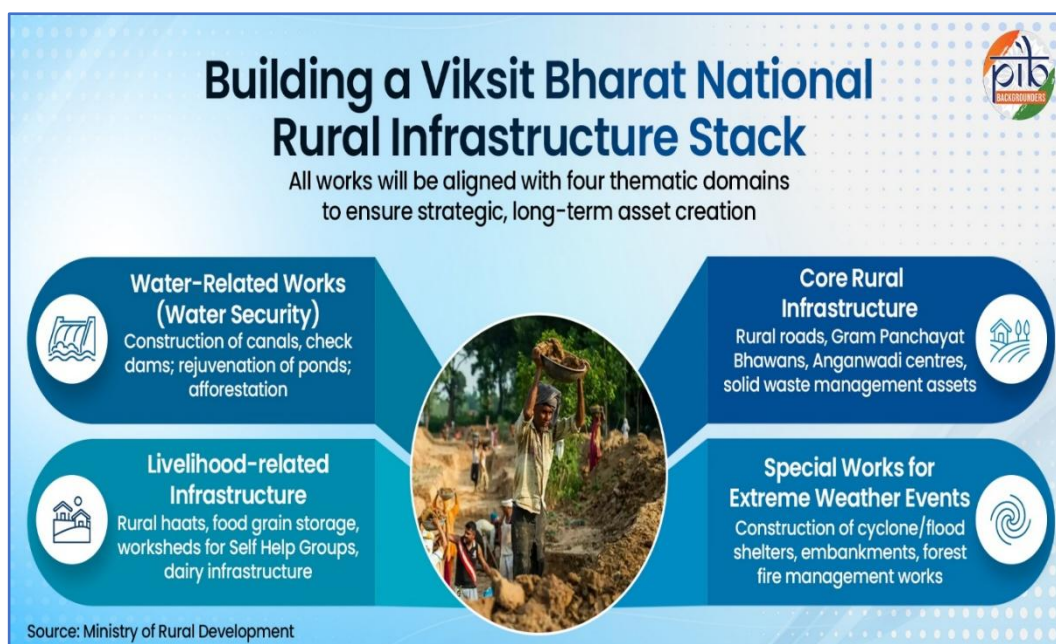 Building a Viksit Bharat National
Rural Infrastructure Stack
All works will be aligned with four thematic domains
to ensure strategic, long-term asset creation
pib
BACKGROUNDERS
Water-Related Works
(Water Security)
Construction of canals, check
dams; rejuvenation of ponds;
afforestation
Core Rural
Infrastructure
Rural roads, Gram Panchayat
Bhawans, Anganwadi centres,
solid waste management assets
Livelihood-related
Infrastructure
Rural haats, food grain storage,
worksheds for Self Help Groups,
dairy infrastructure
Special Works for
Extreme Weather Events
Construction of cyclone/flood
shelters, embankments, forest
fire management works
Source: Ministry of Rural Development